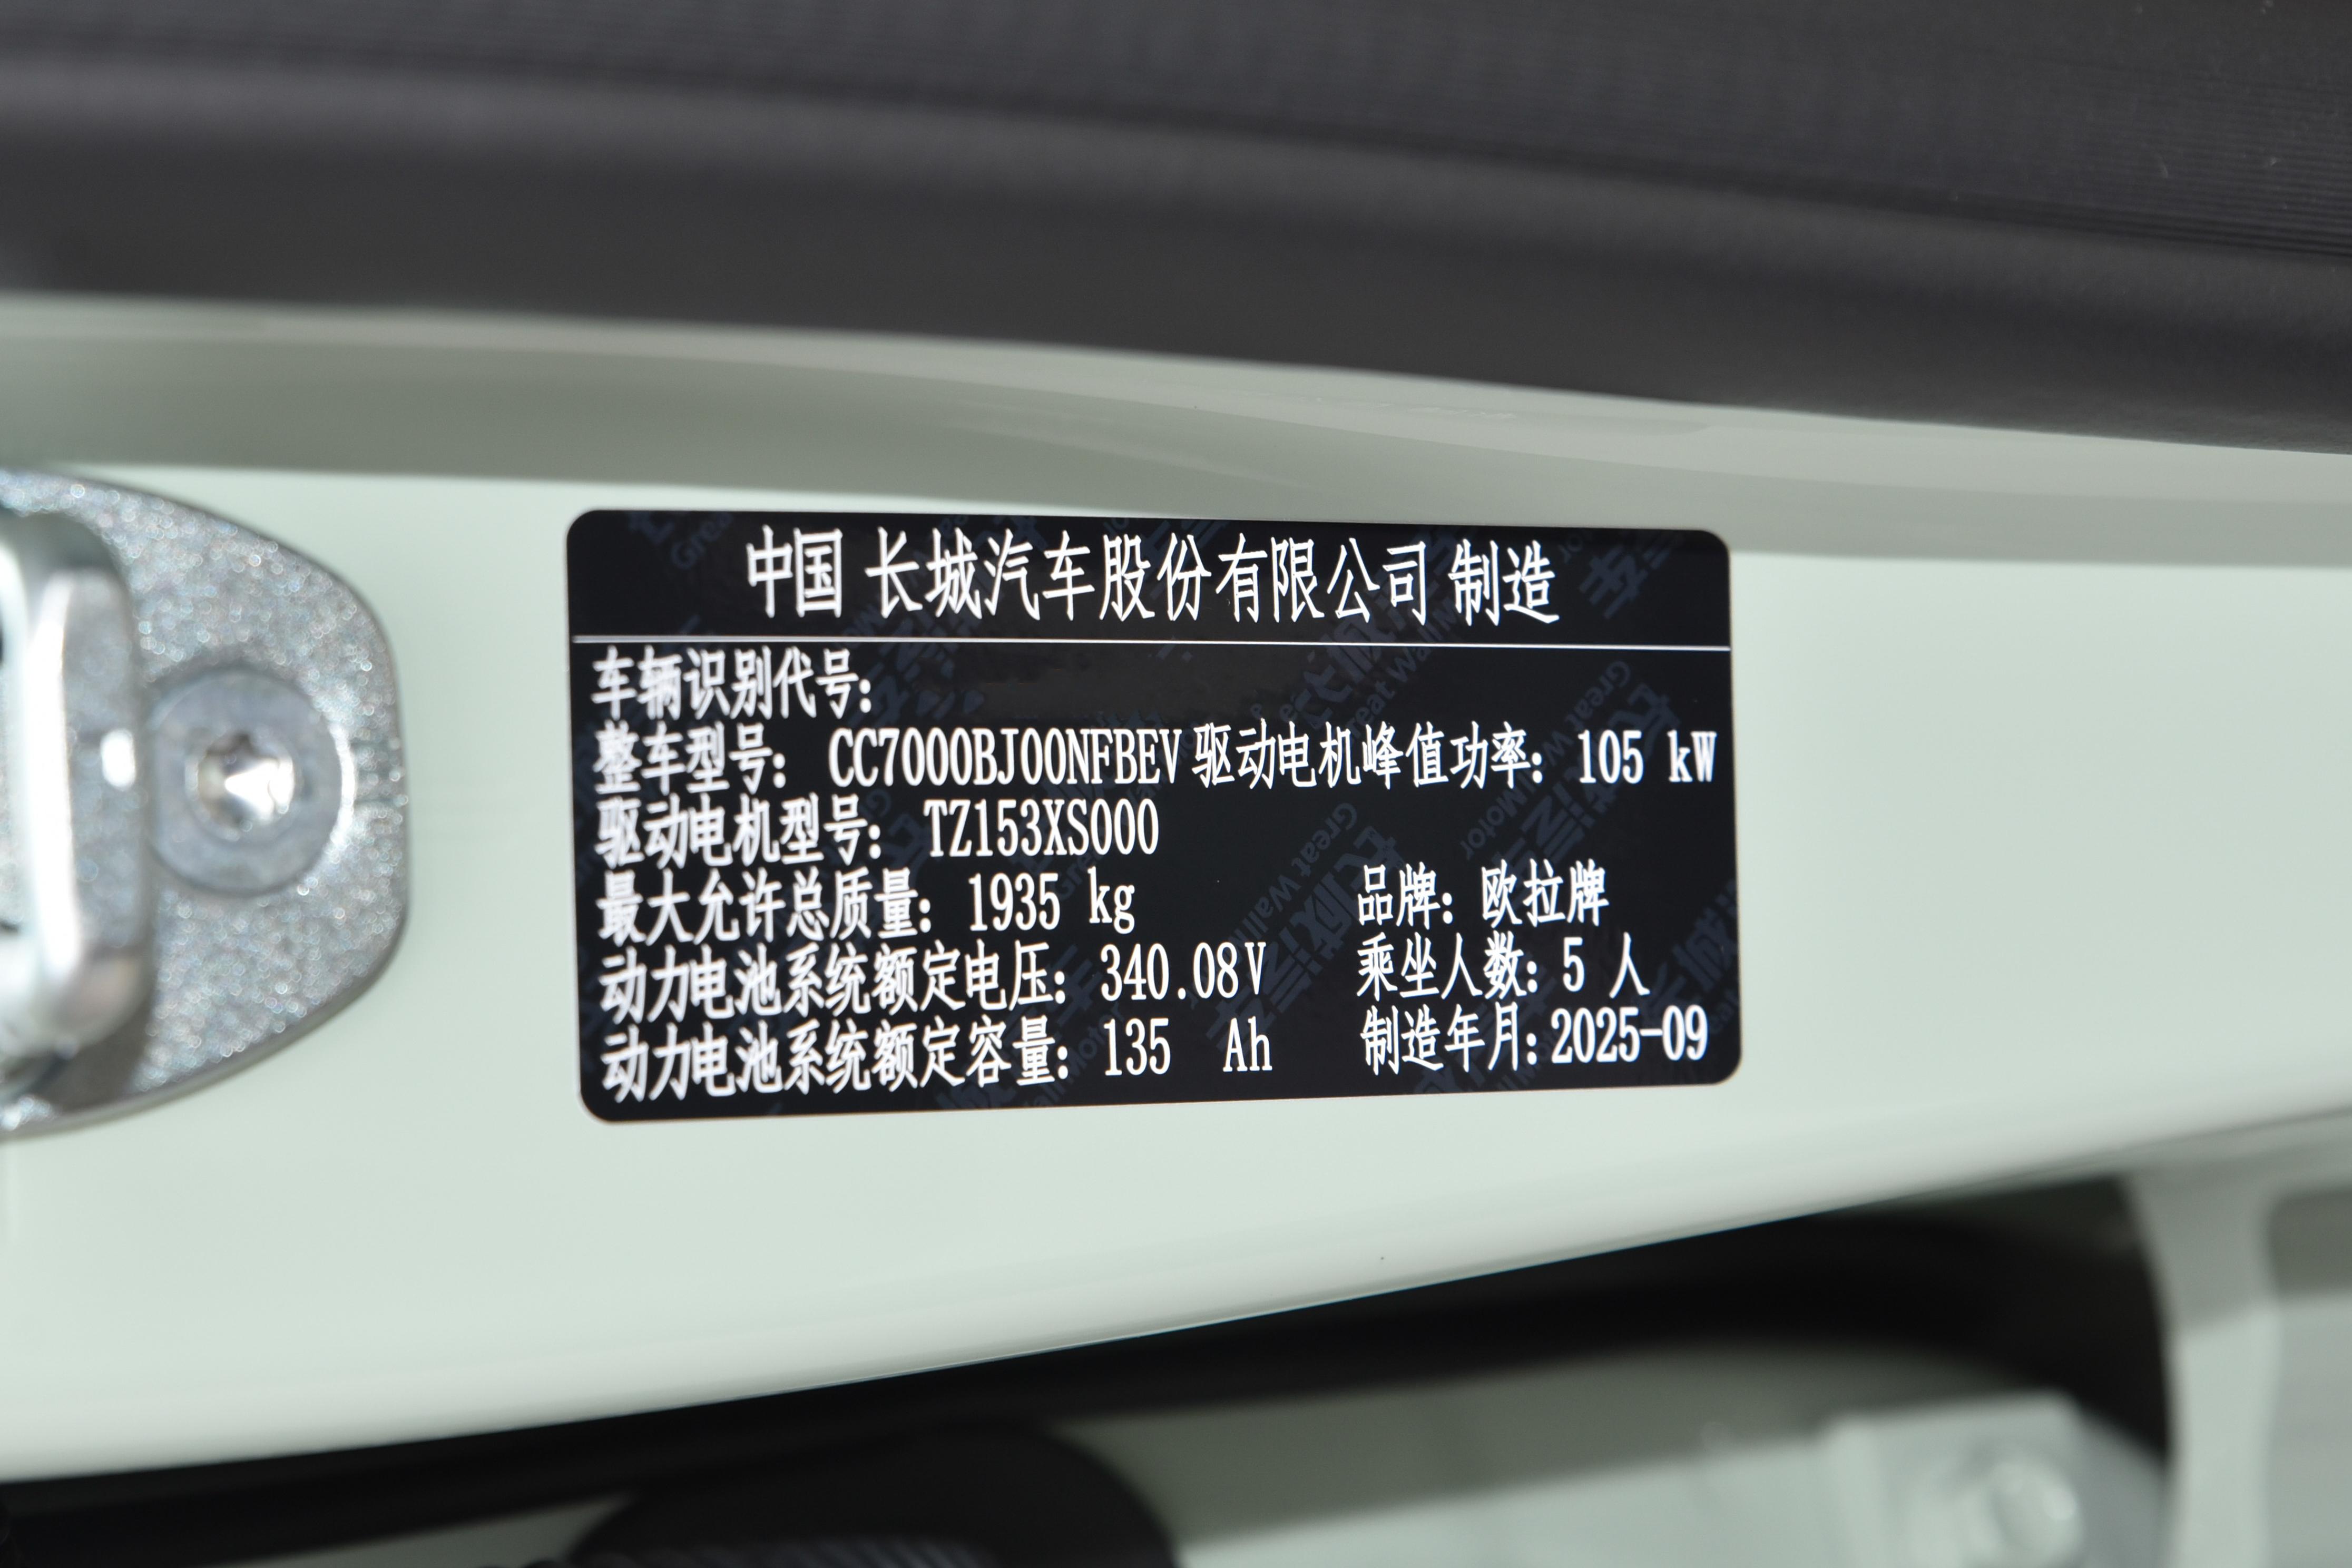 中国 长城汽车股份有限公司 制造
车辆识别代号:
整车型号: CC7000BJ00NFBEV 驱动电机峰值功率: 105 kW
驱动电机型号: TZ153XS000
最大允许总质量: 1935 kg 品牌: 欧拉牌
动力电池系统额定电压: 340.08V 乘坐人数: 5 人
动力电池系统额定容量: 135 Ah 制造年月: 2025-09